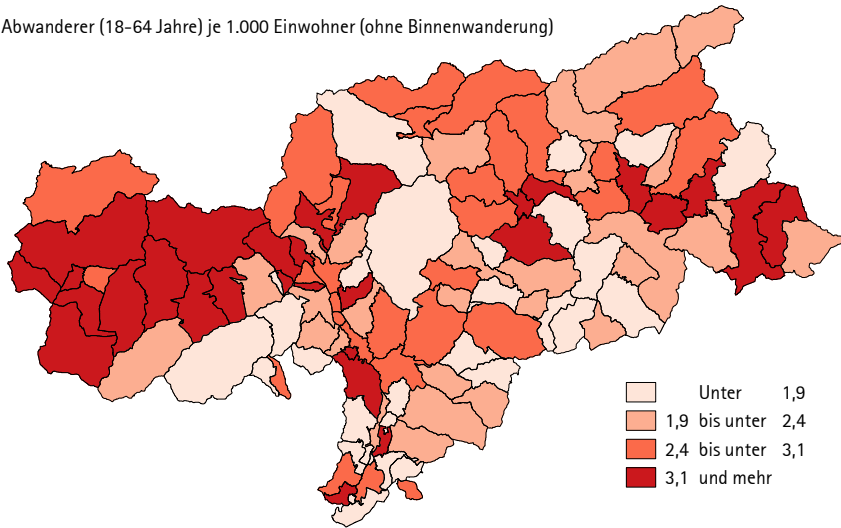 Abwanderer (18-64 Jahre) je 1.000 Einwohner (ohne Binnenwanderung)
Unter 1,9
1,9 bis unter 2,4
2,4 bis unter 3,1
3,1 und mehr